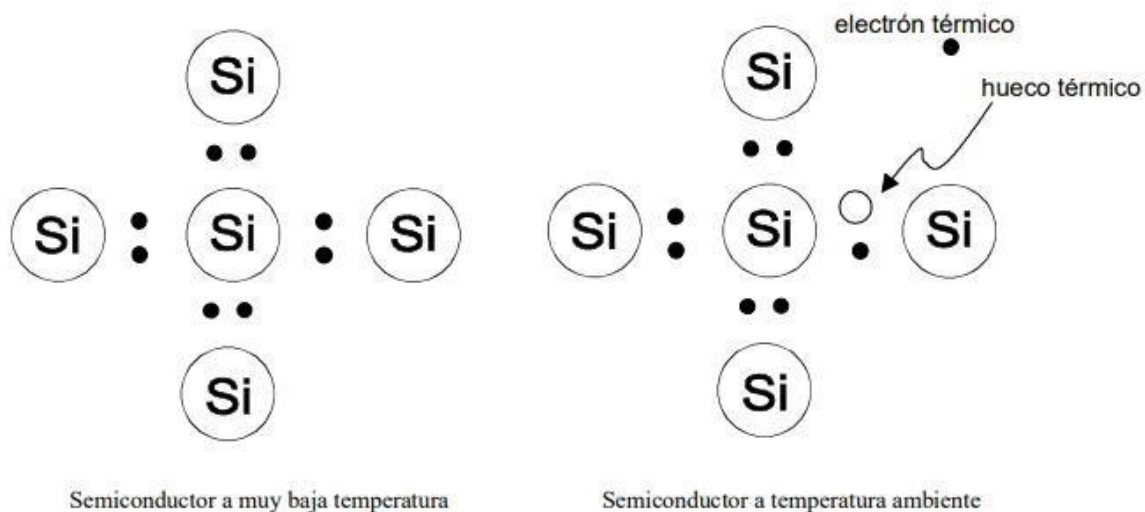 Si
Si Si Si
Si
Semiconductor a muy baja temperatura
electrón térmico
hueco térmico
Si
Si Si Si
Si
Semiconductor a temperatura ambiente